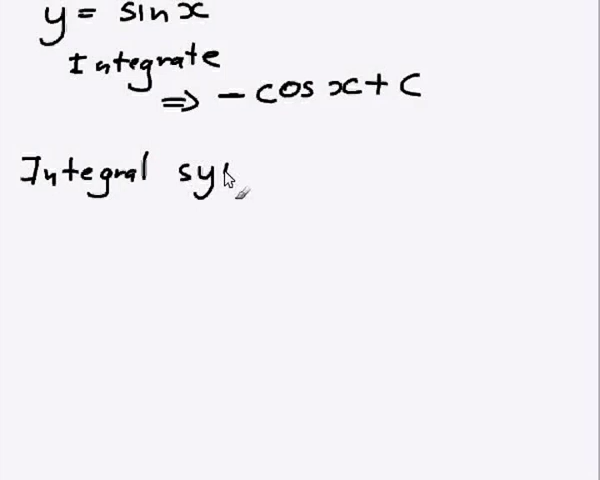 y = sin x
Integrate
⇒ - cos x + C
Integral sy